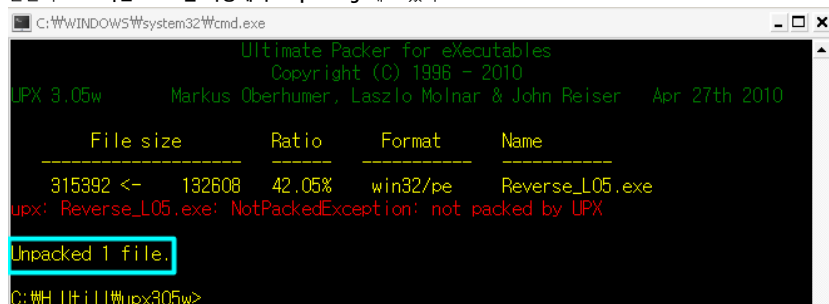 C:₩WINDOWS₩system32₩cmd.exe
Ultimate Packer for eXecutables
Copyright (C) 1996 - 2010
UPX 3.05w Markus Oberhumer, Laszlo Molnar & John Reiser Apr 27th 2010
File size Ratio Format Name
-------------------- ------ ----------- -----------
315392 <- 132608 42.05% win32/pe Reverse_L05.exe
upx: Reverse_L05.exe: NotPackedException: not packed by UPX
Unpacked 1 file.
C:₩H_Util₩upx305w>